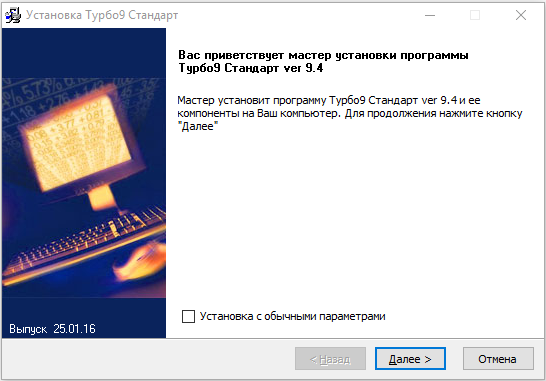 Установка Турбо9 Стандарт
Вас приветствует мастер установки программы
Турбо9 Стандарт ver 9.4
Мастер установит программу Турбо9 Стандарт ver 9.4 и ее
компоненты на Ваш компьютер. Для продолжения нажмите кнопку
"Далее"
Установка с обычными параметрами
Выпуск 25.01.16
< Назад
Далее >
Отмена